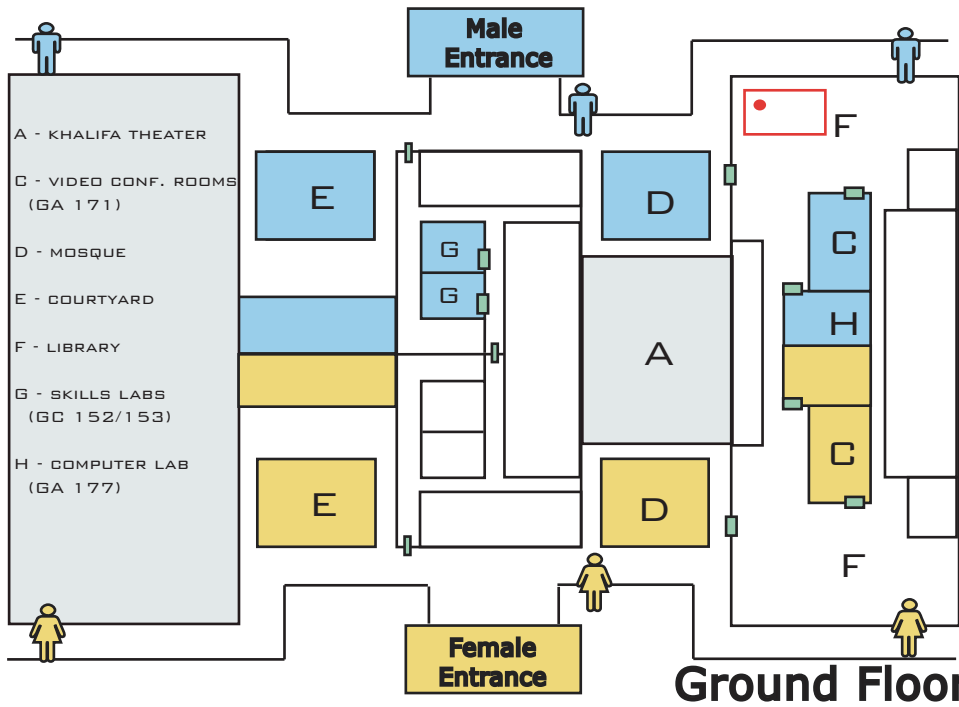 Male
Entrance
A - KHALIFA THEATER
C - VIDEO CONF. ROOMS
(GA 171)
D - MOSQUE
E - COURTYARD
F - LIBRARY
G - SKILLS LABS
(GC 152/153)
H - COMPUTER LAB
(GA 177)
F
E
D
G
C
G
H
A
C
E
D
F
Female
Entrance
Ground Floor